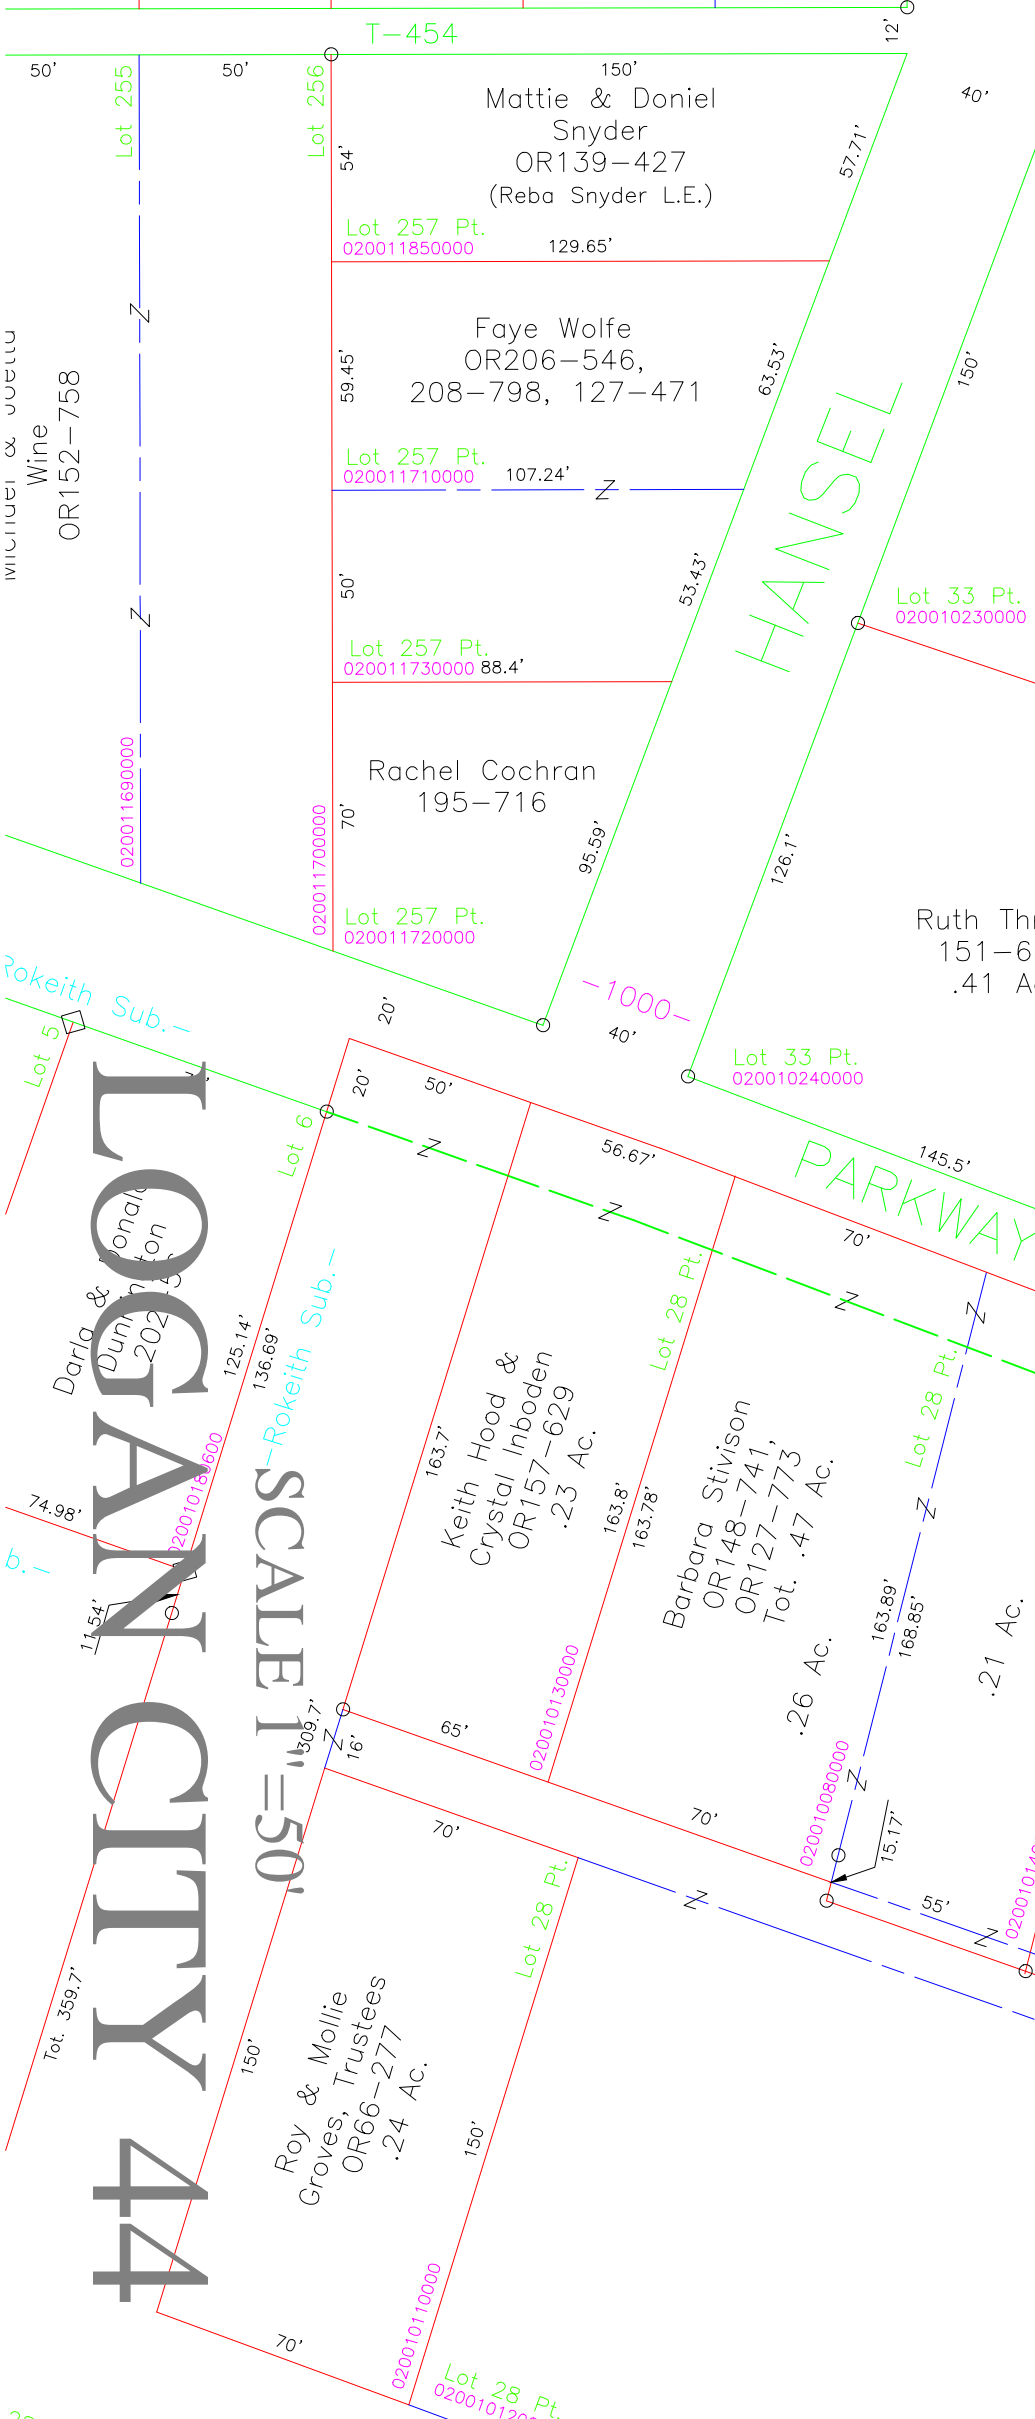 T-454
12'
50'
50'
150'
40'
Lot 255
Lot 256
Mattie & Doniel
Snyder
OR139-427
(Reba Snyder L.E.)
54'
57.71'
Lot 257 Pt.
020011850000
129.65'
Faye Wolfe
OR206-546,
208-798, 127-471
59.45'
63.53'
150'
Wine
OR152-758
Lot 257 Pt.
020011710000
107.24'
HANSEL
50'
53.43'
Lot 33 Pt.
020010230000
Lot 257 Pt.
020011730000
88.4'
Rachel Cochran
195-716
020011690000
020011700000
70'
95.59'
126.1'
Lot 257 Pt.
020011720000
Ruth
.41
-1000-
Rokeith Sub.-
20'
40'
Lot 5
Lot 33 Pt.
020010240000
20'
50'
Lot 6
56.67'
145.5'
PARKWAY
70'
Darla & Donald
125.14'
136.69'
-Rokeith Sub.-
Lot 28 Pt.
Lot 28 Pt.
Keith Hood &
Crystal Inboden
OR157-629
.23 Ac.
163.7'
163.8'
163.78'
Barbara Stivison
OR148-741,
OR127-773
Tot. .47 Ac.
.26 Ac.
163.89'
168.85'
.21 Ac.
74.98'
020010180600
11.54'
309.7'
16'
65'
020010130000
70'
020010080000
15.17'
70'
55'
Lot 28 Pt.
LOGAN CITY 44
SCALE 1"=50'
Tot. 359.7'
150'
Roy & Mollie
Groves, Trustees
OR66-277
.24 Ac.
150'
020010110000
70'
Lot 28 Pt.